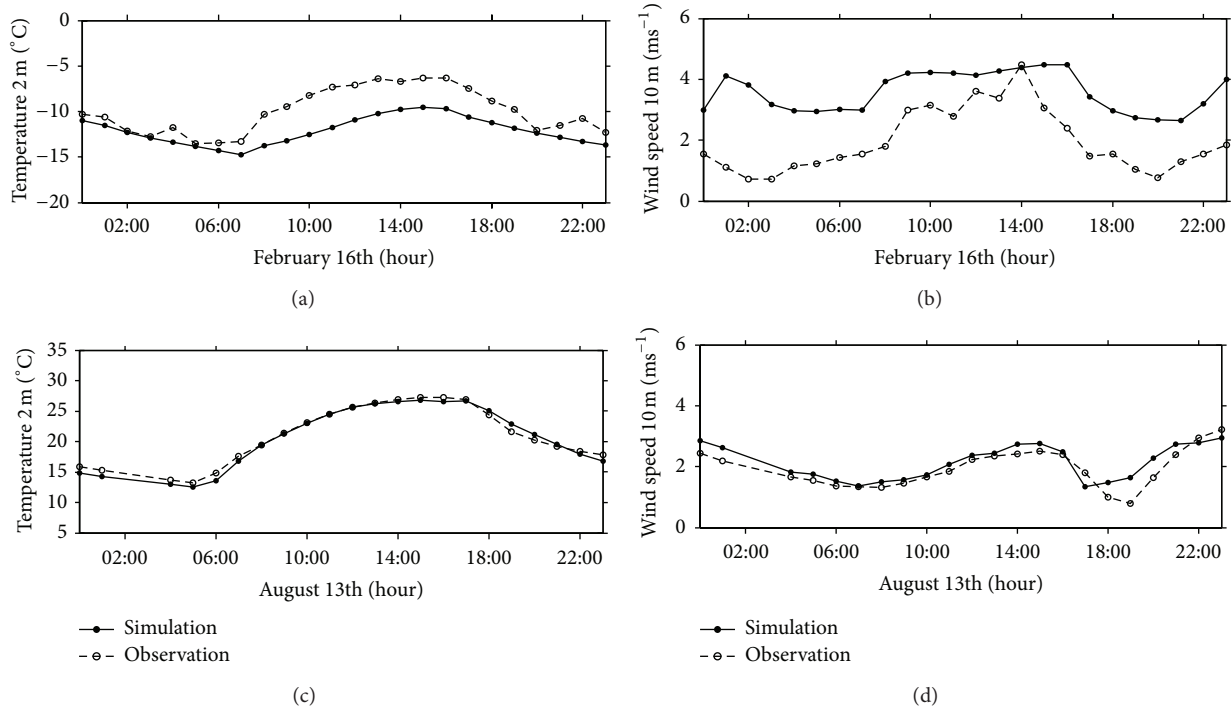 Temperature 2 m (°C)
0
−5
−10
−15
−20
02:00 06:00 10:00 14:00 18:00 22:00
February 16th (hour)
(a)
Wind speed 10 m (ms⁻¹)
6
4
2
0
02:00 06:00 10:00 14:00 18:00 22:00
February 16th (hour)
(b)
Temperature 2 m (°C)
35
30
25
20
15
10
5
02:00 06:00 10:00 14:00 18:00 22:00
August 13th (hour)
Simulation
Observation
(c)
Wind speed 10 m (ms⁻¹)
6
4
2
0
02:00 06:00 10:00 14:00 18:00 22:00
August 13th (hour)
Simulation
Observation
(d)